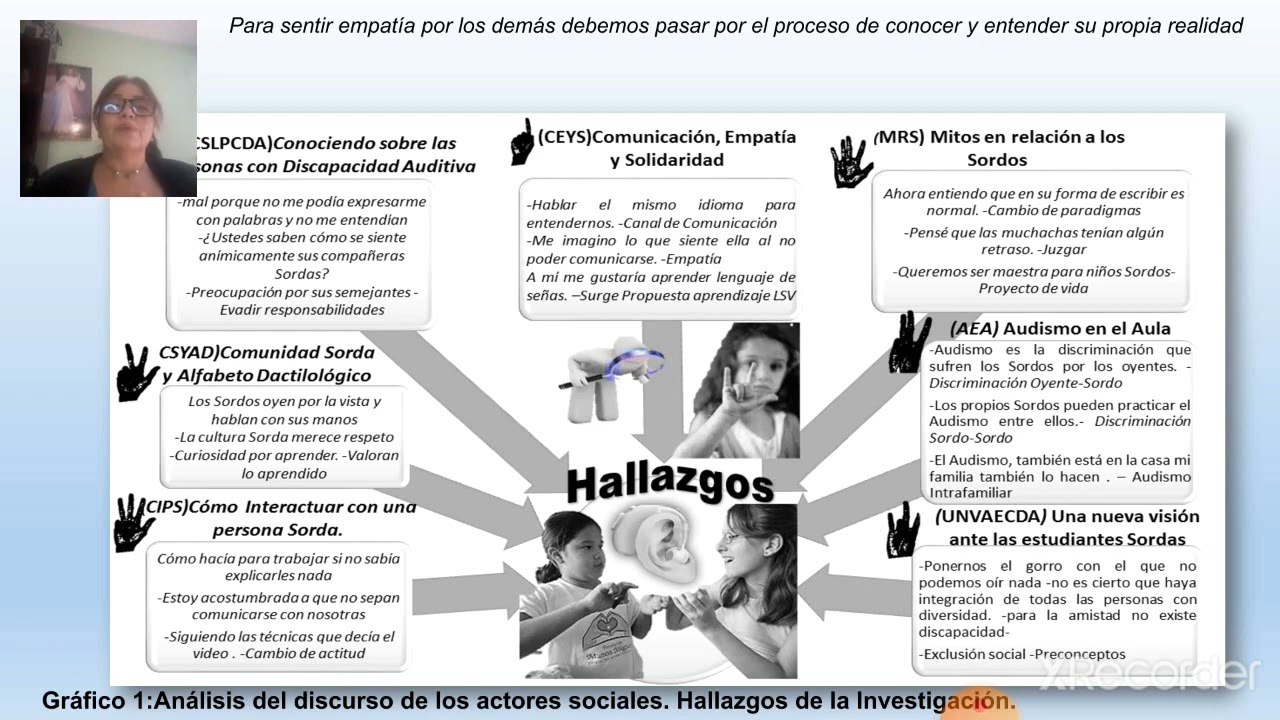 Para sentir empatía por los demás debemos pasar por el proceso de conocer y entender su propia realidad
CSLPCDA)Conociendo sobre las
sonas con Discapacidad Auditiva
-mal porque no me podía expresarme
con palabras y no me entendían
-¿Ustedes saben cómo se siente
anímicamente sus compañeras
Sordas?
-Preocupación por sus semejantes -
Evadir responsabilidades
(CEYS)Comunicación, Empatía
y Solidaridad
-Hablar el mismo idioma para
entendernos. -Canal de Comunicación
-Me imagino lo que siente ella al no
poder comunicarse. -Empatía
A mí me gustaría aprender lenguaje de
señas. –Surge Propuesta aprendizaje LSV
(MRS) Mitos en relación a los
Sordos
Ahora entiendo que en su forma de escribir es
normal. -Cambio de paradigmas
-Pensé que las muchachas tenían algún
retraso. -Juzgar
-Queremos ser maestra para niños Sordos-
Proyecto de vida
CSYAD)Comunidad Sorda
y Alfabeto Dactilológico
Los Sordos oyen por la vista y
hablan con sus manos
-La cultura Sorda merece respeto
-Curiosidad por aprender. -Valoran
lo aprendido
(AEA) Audismo en el Aula
-Audismo es la discriminación que
sufren los Sordos por los oyentes. -
Discriminación Oyente-Sordo
-Los propios Sordos pueden practicar el
Audismo entre ellos.- Discriminación
Sordo-Sordo
-El Audismo, también está en la casa mi
familia también lo hacen . – Audismo
Intrafamiliar
CIPS)Cómo Interactuar con una
persona Sorda.
Cómo hacía para trabajar si no sabía
explicarles nada
-Estoy acostumbrada a que no sepan
comunicarse con nosotras
-Siguiendo las técnicas que decía el
video . -Cambio de actitud
Hallazgos
(UNVAECDA) Una nueva visión
ante las estudiantes Sordas
-Ponernos el gorro con el que no
podemos oír nada -no es cierto que haya
integración de todas las personas con
diversidad. -para la amistad no existe
discapacidad-
-Exclusión social -Preconceptos
XRecorder
Gráfico 1:Análisis del discurso de los actores sociales. Hallazgos de la Investigación.